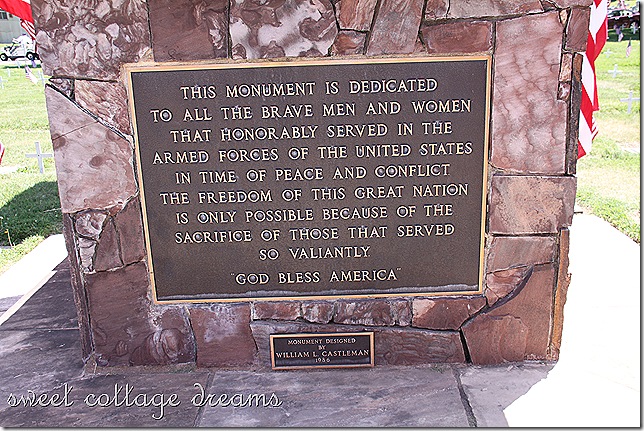 THIS MONUMENT IS DEDICATED
TO ALL THE BRAVE MEN AND WOMEN
THAT HONORABLY SERVED IN THE
ARMED FORCES OF THE UNITED STATES
IN TIME OF PEACE AND CONFLICT
THE FREEDOM OF THIS GREAT NATION
IS ONLY POSSIBLE BECAUSE OF THE
SACRIFICE OF THOSE THAT SERVED
SO VALIANTLY.
"GOD BLESS AMERICA"
MONUMENT DESIGNED
BY
WILLIAM L. CASTLEMAN
1986
sweet cottage dreams